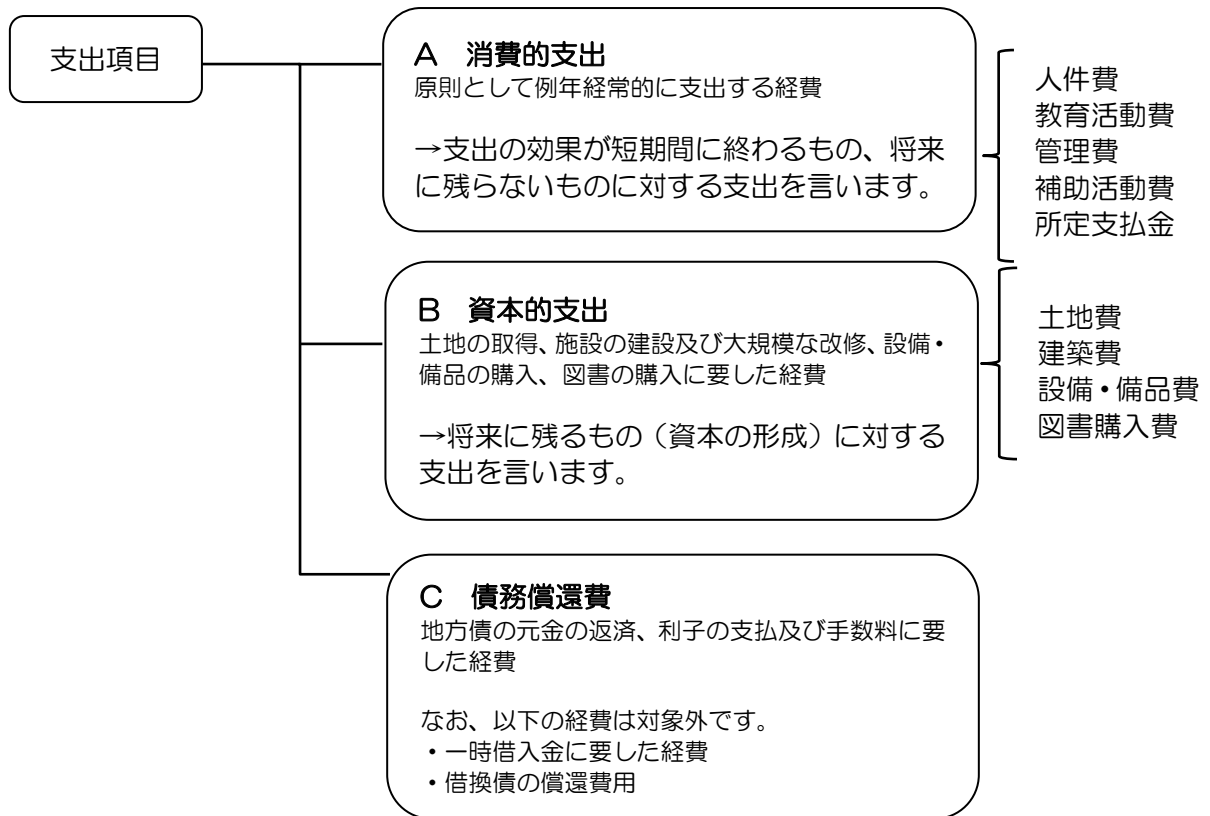 支出項目
A　消費的支出
原則として例年経常的に支出する経費
→支出の効果が短期間に終わるもの、将来
に残らないものに対する支出を言います。
人件費
教育活動費
管理費
補助活動費
所定支払金
B　資本的支出
土地の取得、施設の建設及び大規模な改修、設備・
備品の購入、図書の購入に要した経費
→将来に残るもの（資本の形成）に対する
支出を言います。
土地費
建築費
設備・備品費
図書購入費
C　債務償還費
地方債の元金の返済、利子の支払及び手数料に要
した経費
なお、以下の経費は対象外です。
・一時借入金に要した経費
・借換債の償還費用